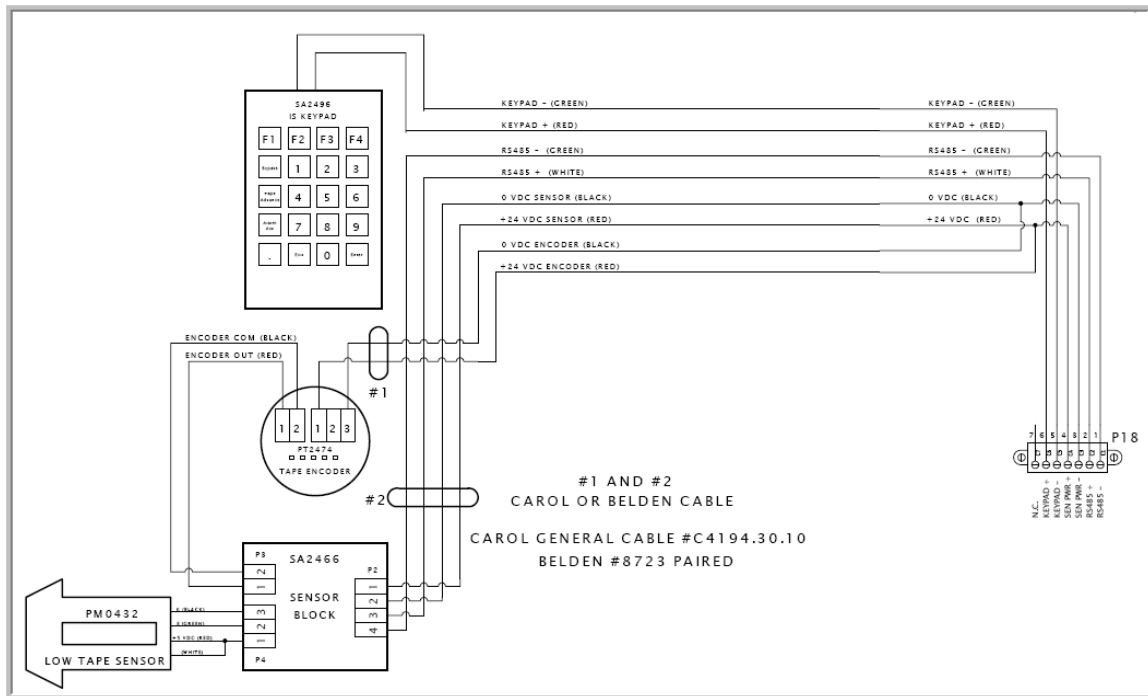 SA2496
IS KEYPAD
F1 F2 F3 F4
Bypass 1 2 3
Tape Advance 4 5 6
Alarm 7 8 9
. 0 Enter
KEYPAD - (GREEN)
KEYPAD + (RED)
RS485 - (GREEN)
RS485 + (WHITE)
0 VDC SENSOR (BLACK)
+24 VDC SENSOR (RED)
0 VDC ENCODER (BLACK)
+24 VDC ENCODER (RED)
KEYPAD - (GREEN)
KEYPAD + (RED)
RS485 - (GREEN)
RS485 + (WHITE)
0 VDC (BLACK)
+24 VDC (RED)
ENCODER COM (BLACK)
ENCODER OUT (RED)
#1
1 2 1 2 3
PT2474
TAPE ENCODER
#2
#1 AND #2
CAROL OR BELDEN CABLE
CAROL GENERAL CABLE #C4194.30.10
BELDEN #8723 PAIRED
7 6 5 4 3 2 1
P18
N.C.
KEYPAD +
KEYPAD -
SEN PWR +
SEN PWR -
RS485 +
RS485 -
P3
SA2466
P2
2
1
SENSOR
BLOCK
1
2
3
4
3
2
1
P4
PM0432
LOW TAPE SENSOR
(BLACK)
(GREEN)
+5 VDC (RED)
(WHITE)